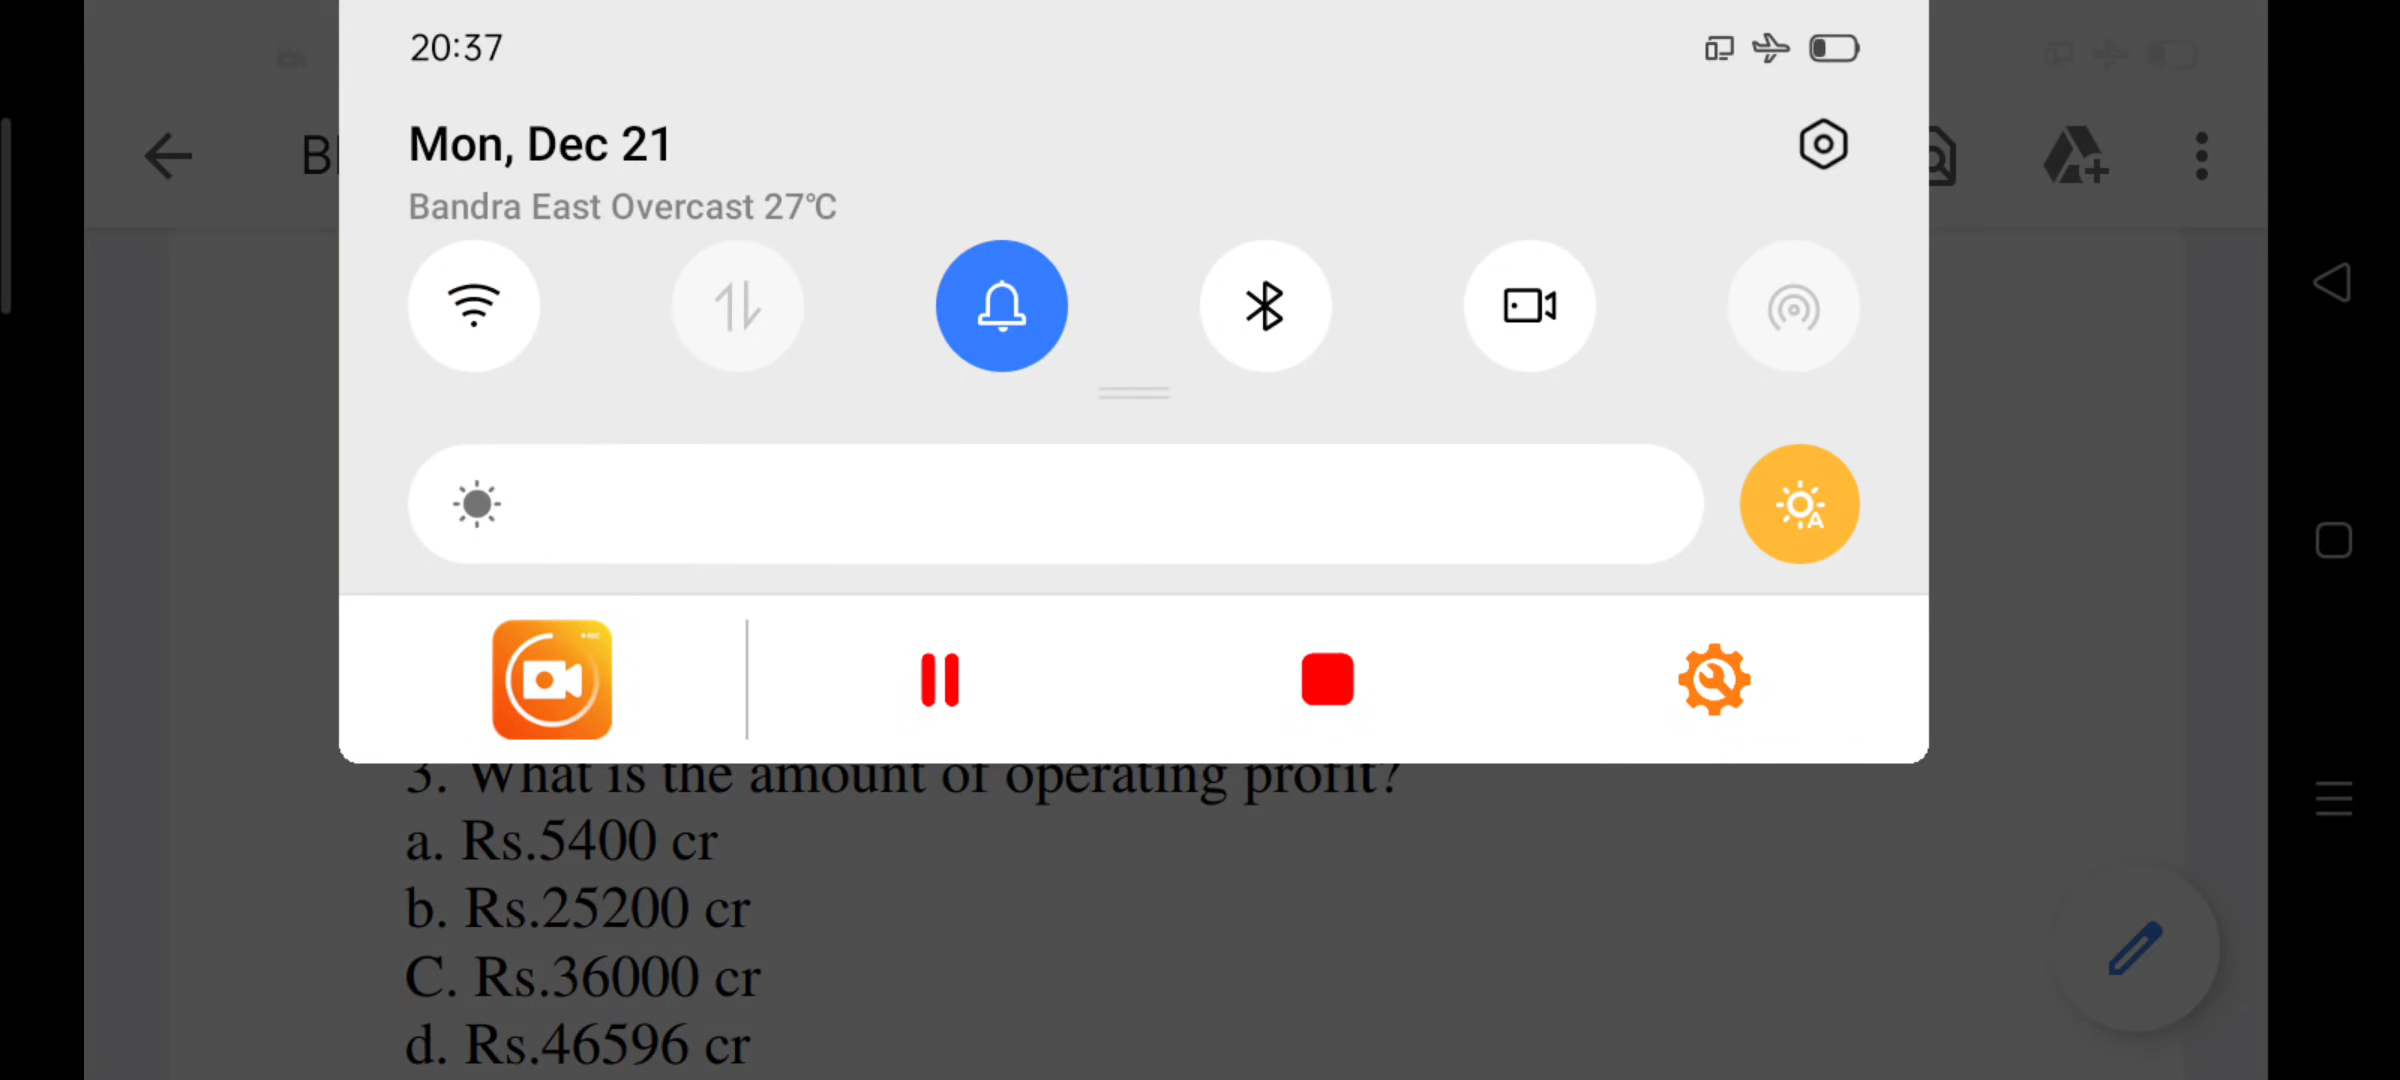 20:37
Mon, Dec 21
Bandra East Overcast 27°C
3. What is the amount of operating profit?
a. Rs.5400 cr
b. Rs.25200 cr
C. Rs.36000 cr
d. Rs.46596 cr